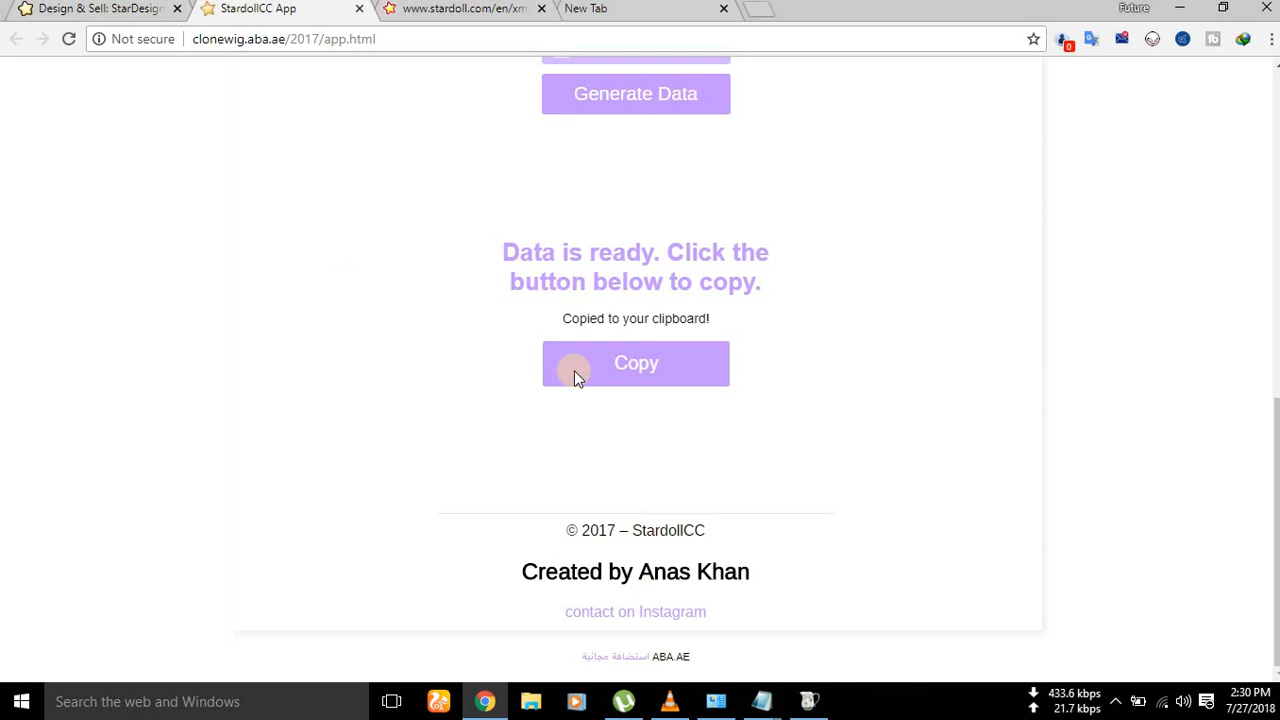 Design & Sell: StarDesign
StardollCC App
www.stardoll.com/en/xm
New Tab
Future
Not secure
clonewig.aba.ae/2017/app.html
0
Generate Data
Data is ready. Click the
button below to copy.
Copied to your clipboard!
Copy
© 2017 – StardollCC
Created by Anas Khan
contact on Instagram
استضافة مجانية ABA.AE
Search the web and Windows
433.6 kbps
21.7 kbps
2:30 PM
7/27/2018